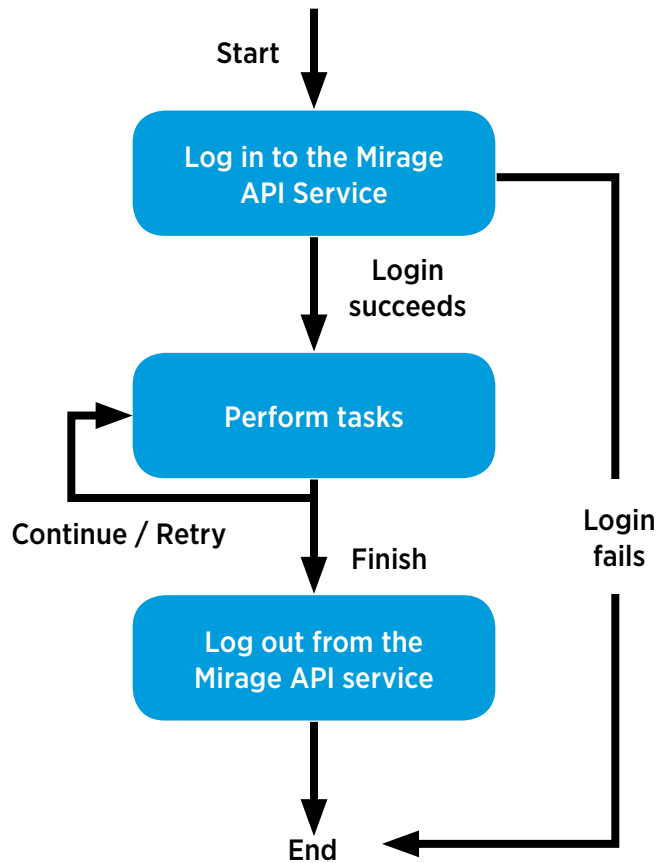 Start
Log in to the Mirage
API Service
Login
succeeds
Perform tasks
Continue / Retry
Login
fails
Finish
Log out from the
Mirage API service
End